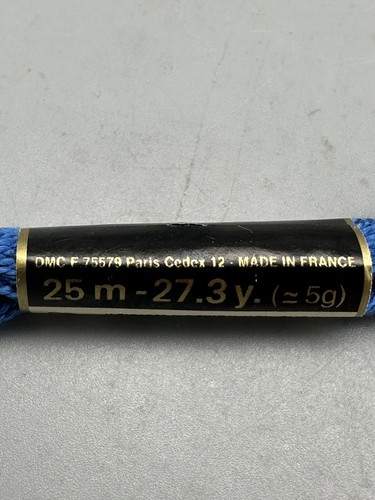 DMC F 75579 Paris Cedex 12 - MADE IN FRANCE
25 m - 27.3 y. (≃ 5g)